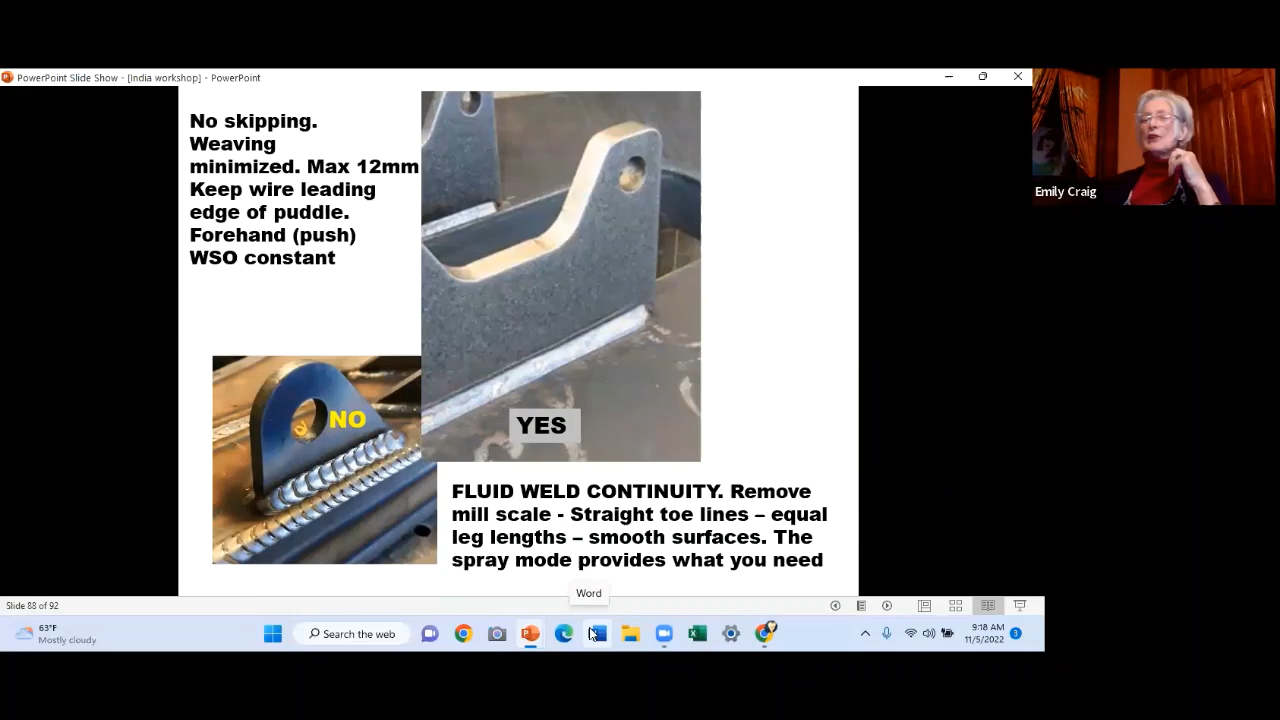 PowerPoint Slide Show - [India workshop] - PowerPoint
No skipping.
Weaving
minimized. Max 12mm
Keep wire leading
edge of puddle.
Forehand (push)
WSO constant
NO
YES
FLUID WELD CONTINUITY. Remove
mill scale - Straight toe lines – equal
leg lengths – smooth surfaces. The
spray mode provides what you need
Emily Craig
Word
Slide 88 of 92
63°F
Mostly cloudy
Search the web
9:18 AM
11/5/2022
3